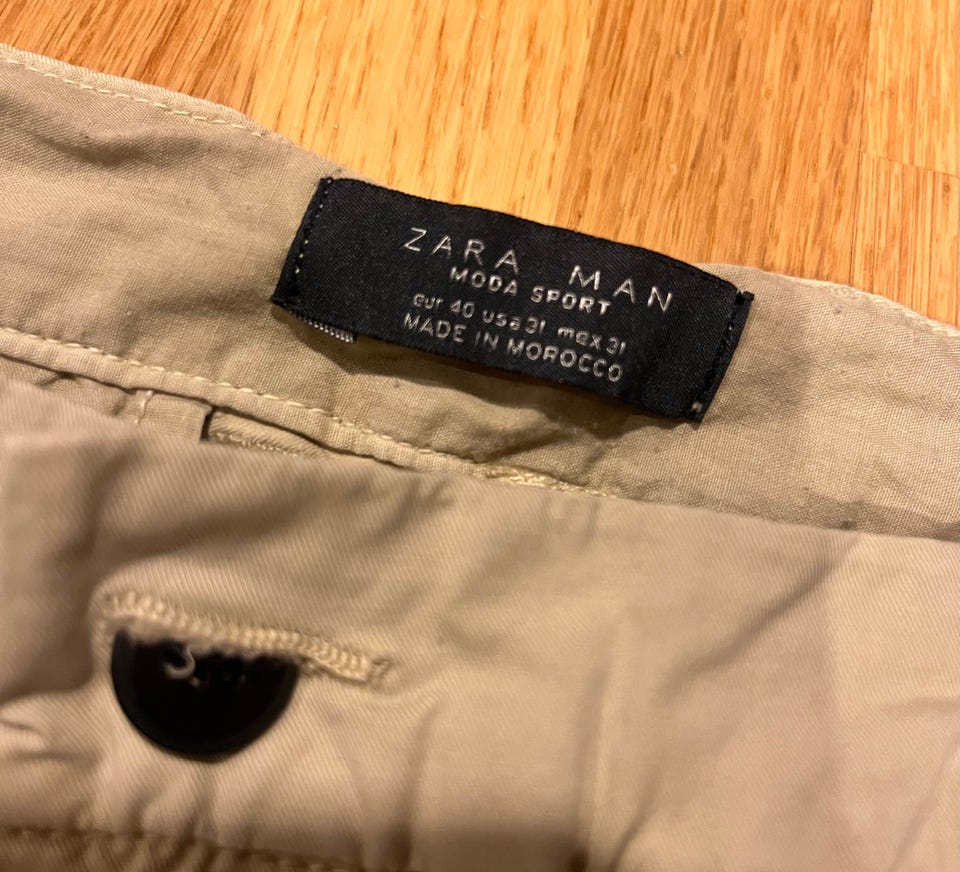 ZARA MAN
MODA SPORT
eur 40 usa 31 mex 31
MADE IN MOROCCO